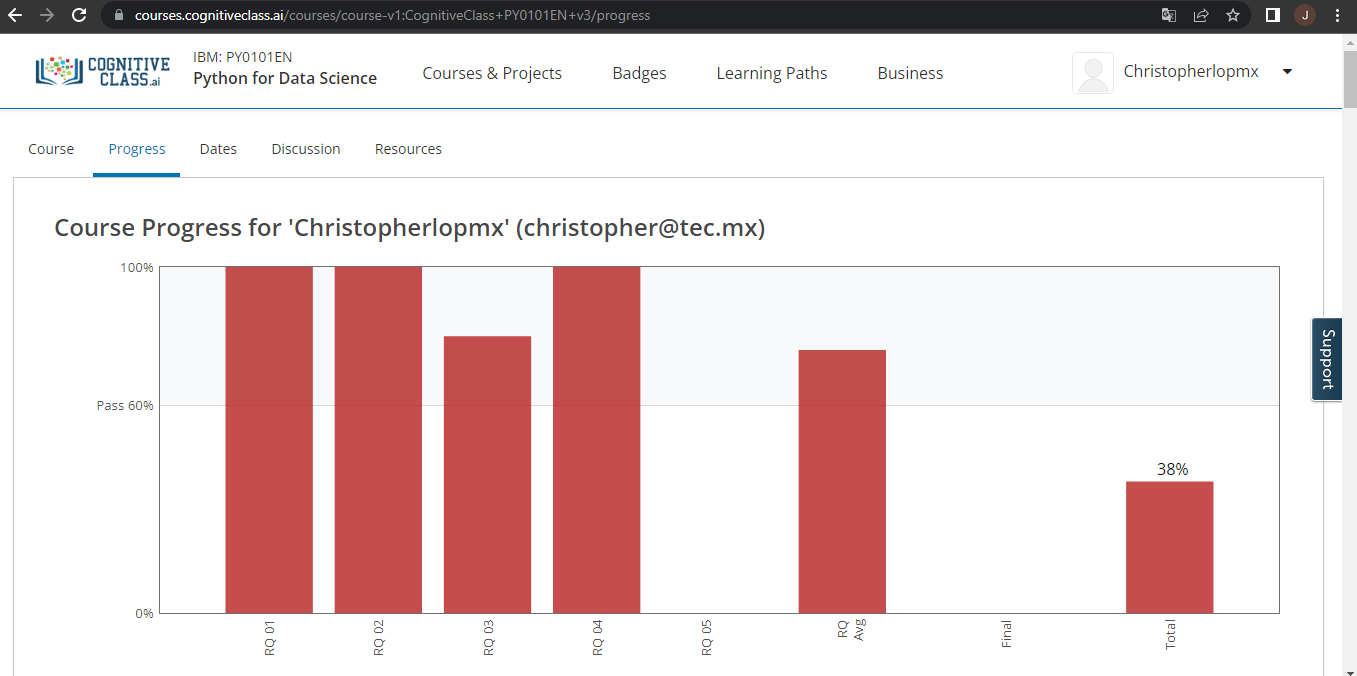 courses.cognitiveclass.ai/courses/course-v1:CognitiveClass+PY0101EN+v3/progress
J
COGNITIVE
CLASS.ai
IBM: PY0101EN
Python for Data Science
Courses & Projects
Badges
Learning Paths
Business
Christopherlopmx
Course
Progress
Dates
Discussion
Resources
Course Progress for 'Christopherlopmx' (christopher@tec.mx)
100%
Pass 60%
0%
38%
RQ 01
RQ 02
RQ 03
RQ 04
RQ 05
RQ
Avg
Final
Total
Support